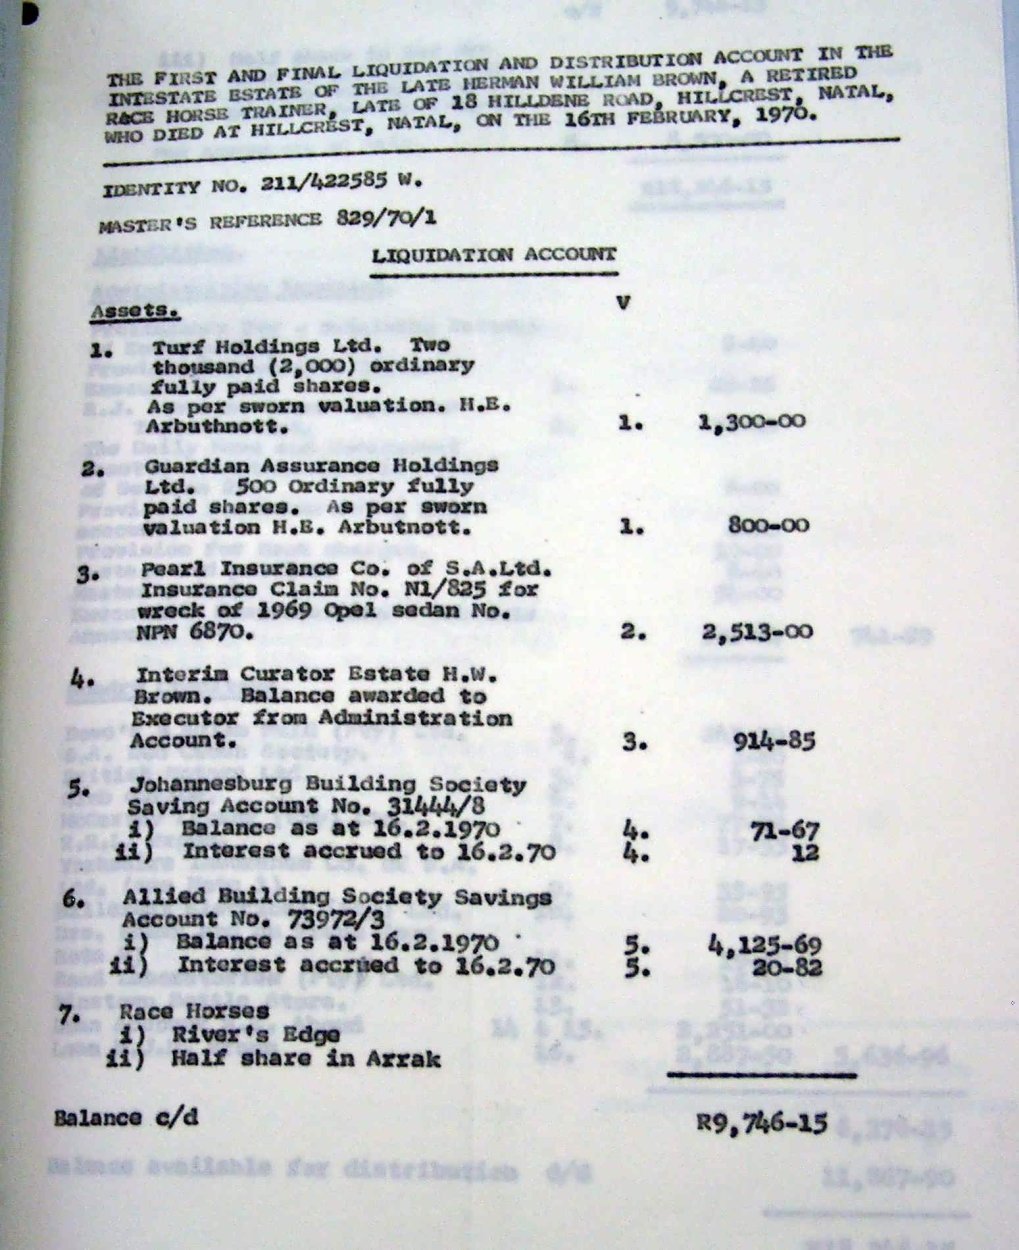 THE FIRST AND FINAL LIQUIDATION AND DISTRIBUTION ACCOUNT IN THE
INTESTATE ESTATE OF THE LATE HERMAN WILLIAM BROWN, A RETIRED
RACE HORSE TRAINER, LATE OF 18 HILLDENE ROAD, HILLCREST, NATAL,
WHO DIED AT HILLCREST, NATAL, ON THE 16TH FEBRUARY, 1970.
IDENTITY NO. 211/422585 W.
MASTER'S REFERENCE 829/70/1
LIQUIDATION ACCOUNT
Assets. V
1. Turf Holdings Ltd. Two
thousand (2,000) ordinary
fully paid shares.
As per sworn valuation. H.E.
Arbuthnott. 1. 1,300-00
2. Guardian Assurance Holdings
Ltd. 500 Ordinary fully
paid shares. As per sworn
valuation H.E. Arbutnott. 1. 800-00
3. Pearl Insurance Co. of S.A.Ltd.
Insurance Claim No. N1/825 for
wreck of 1969 Opel sedan No.
NPN 6870. 2. 2,513-00
4. Interim Curator Estate H.W.
Brown. Balance awarded to
Executor from Administration
Account. 3. 914-85
5. Johannesburg Building Society
Saving Account No. 31444/8
i) Balance as at 16.2.1970 4. 71-67
ii) Interest accrued to 16.2.70 4. 12
6. Allied Building Society Savings
Account No. 73972/3
i) Balance as at 16.2.1970 5. 4,125-69
ii) Interest accrued to 16.2.70 5. 20-82
7. Race Horses
i) River's Edge
ii) Half share in Arrak
Balance c/d R9,746-15
Balance available for distribution d/d 11,867-90